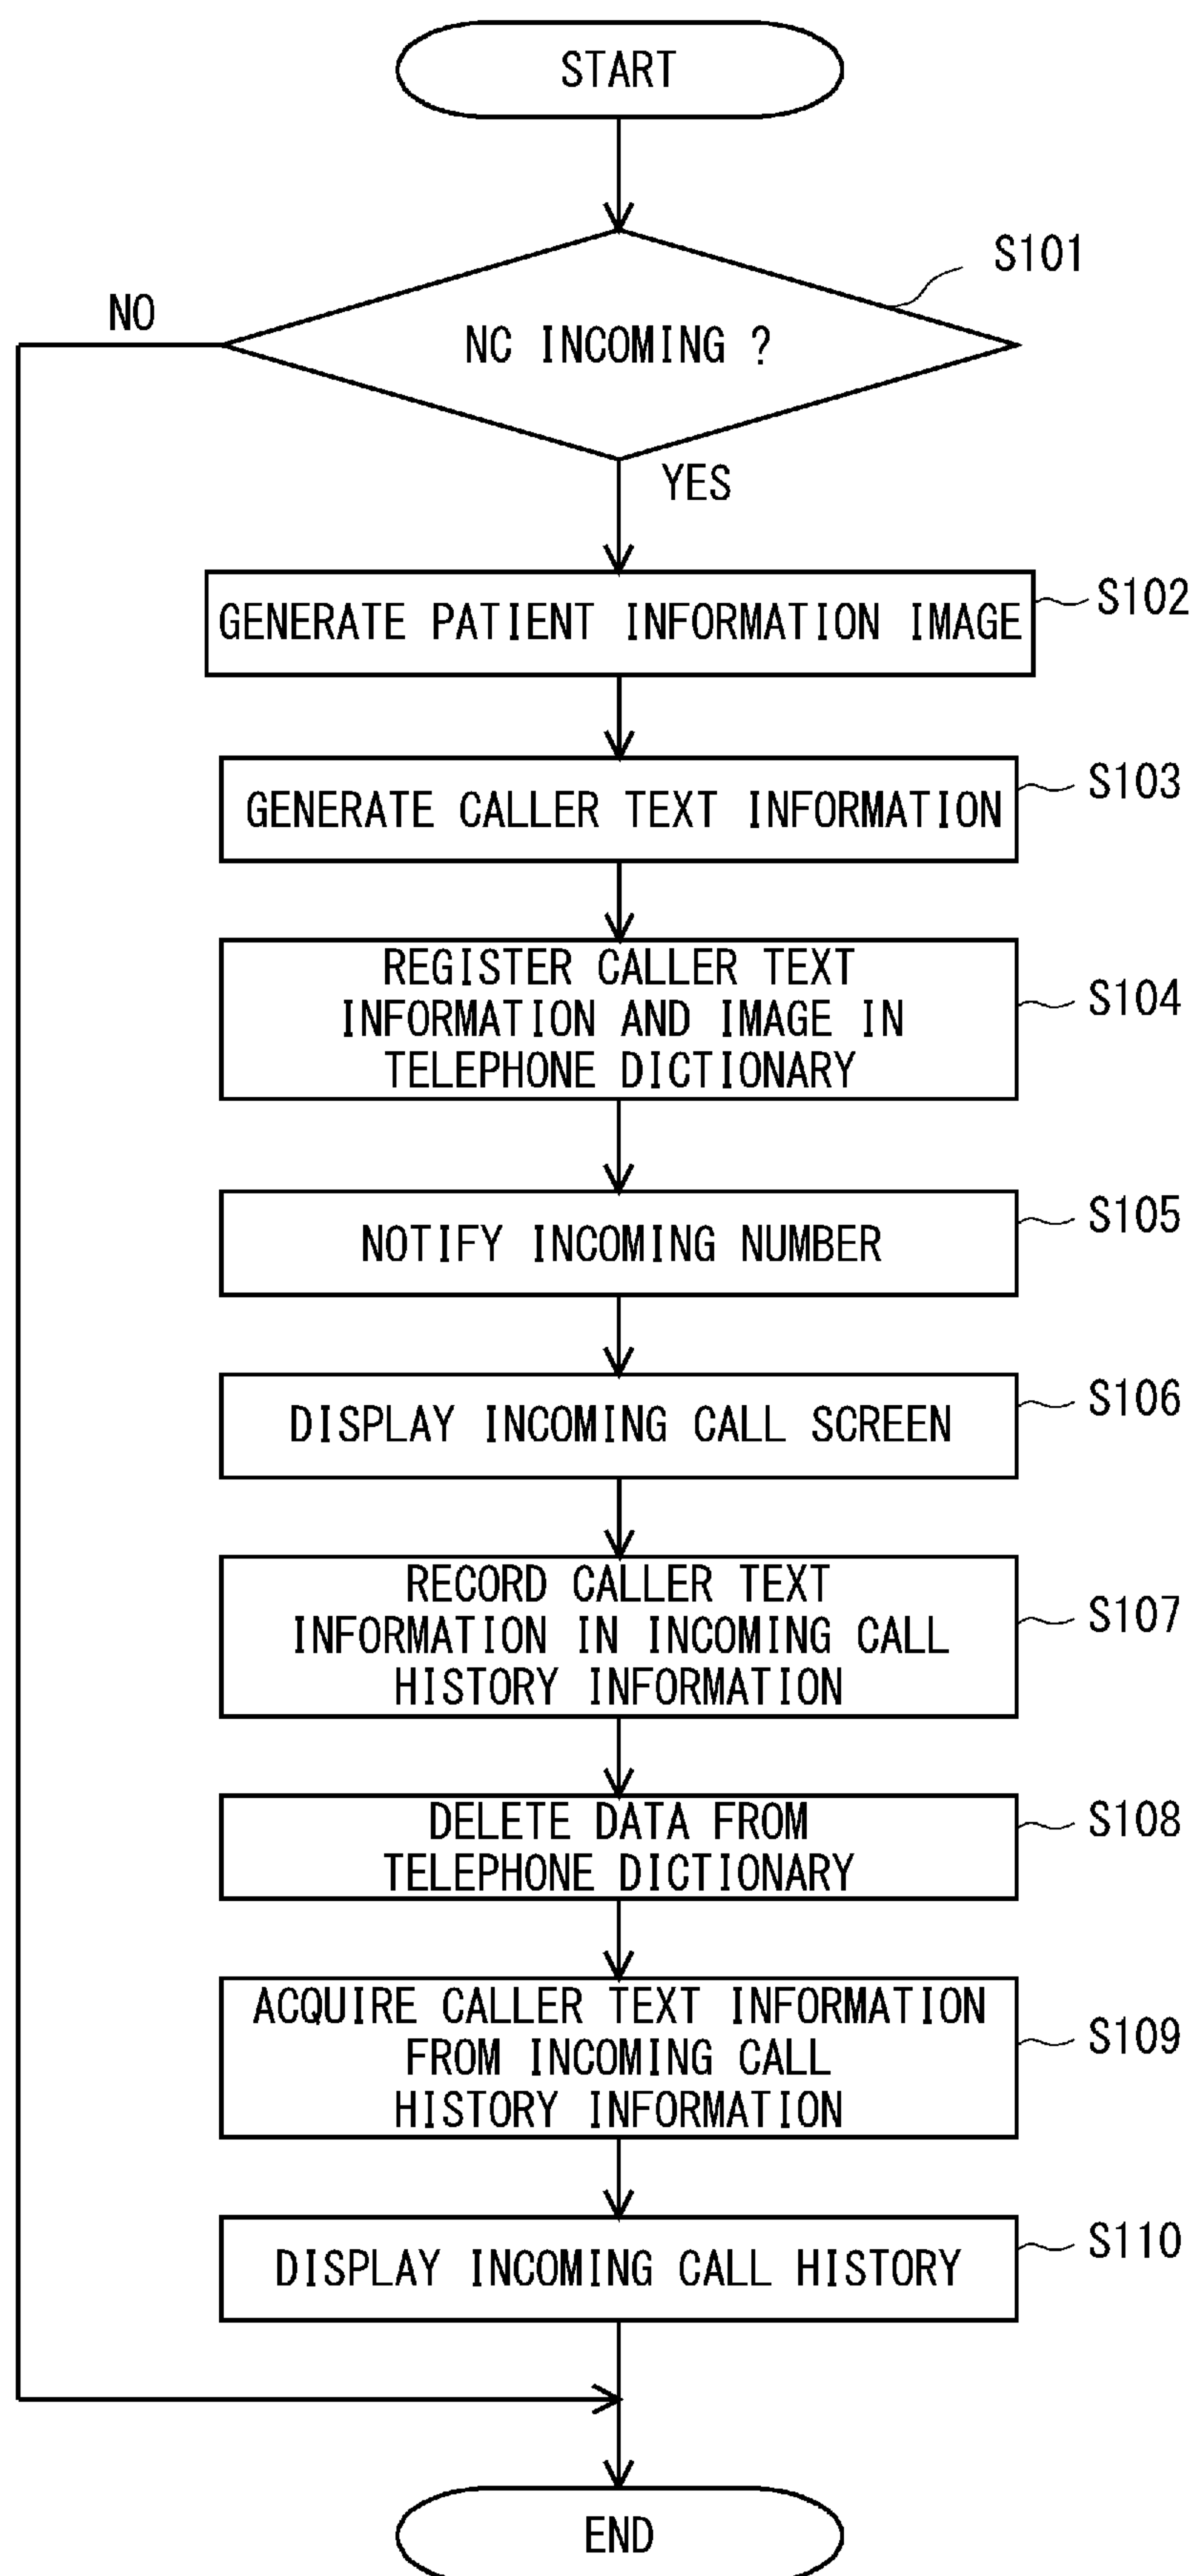 START
S101
NO
NC INCOMING ?
YES
GENERATE PATIENT INFORMATION IMAGE
S102
GENERATE CALLER TEXT INFORMATION
S103
REGISTER CALLER TEXT
INFORMATION AND IMAGE IN
TELEPHONE DICTIONARY
S104
NOTIFY INCOMING NUMBER
S105
DISPLAY INCOMING CALL SCREEN
S106
RECORD CALLER TEXT
INFORMATION IN INCOMING CALL
HISTORY INFORMATION
S107
DELETE DATA FROM
TELEPHONE DICTIONARY
S108
ACQUIRE CALLER TEXT INFORMATION
FROM INCOMING CALL
HISTORY INFORMATION
S109
DISPLAY INCOMING CALL HISTORY
S110
END